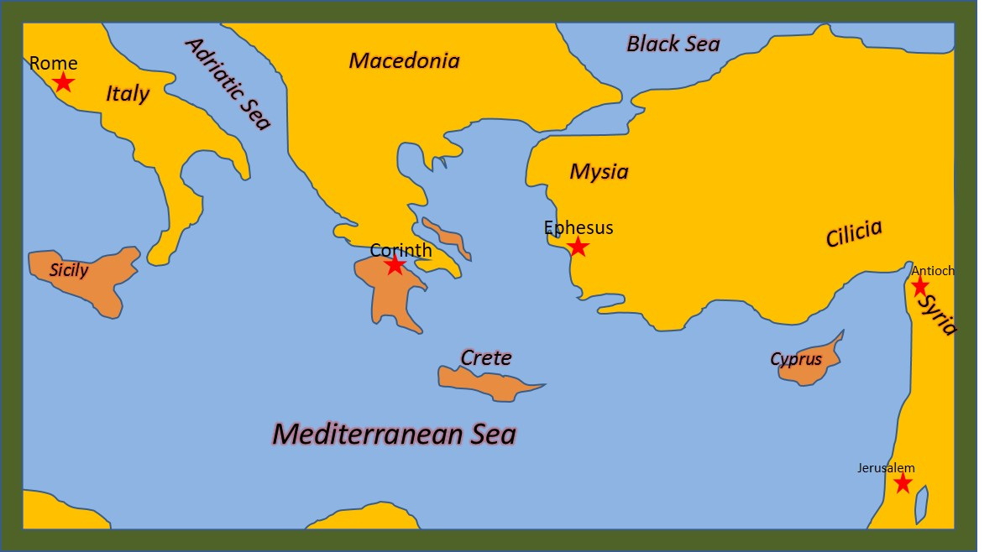 Black Sea
Adriatic Sea
Macedonia
Rome
Italy
Mysia
Ephesus
Cilicia
Corinth
Sicily
Antioch
Syria
Crete
Cyprus
Mediterranean Sea
Jerusalem